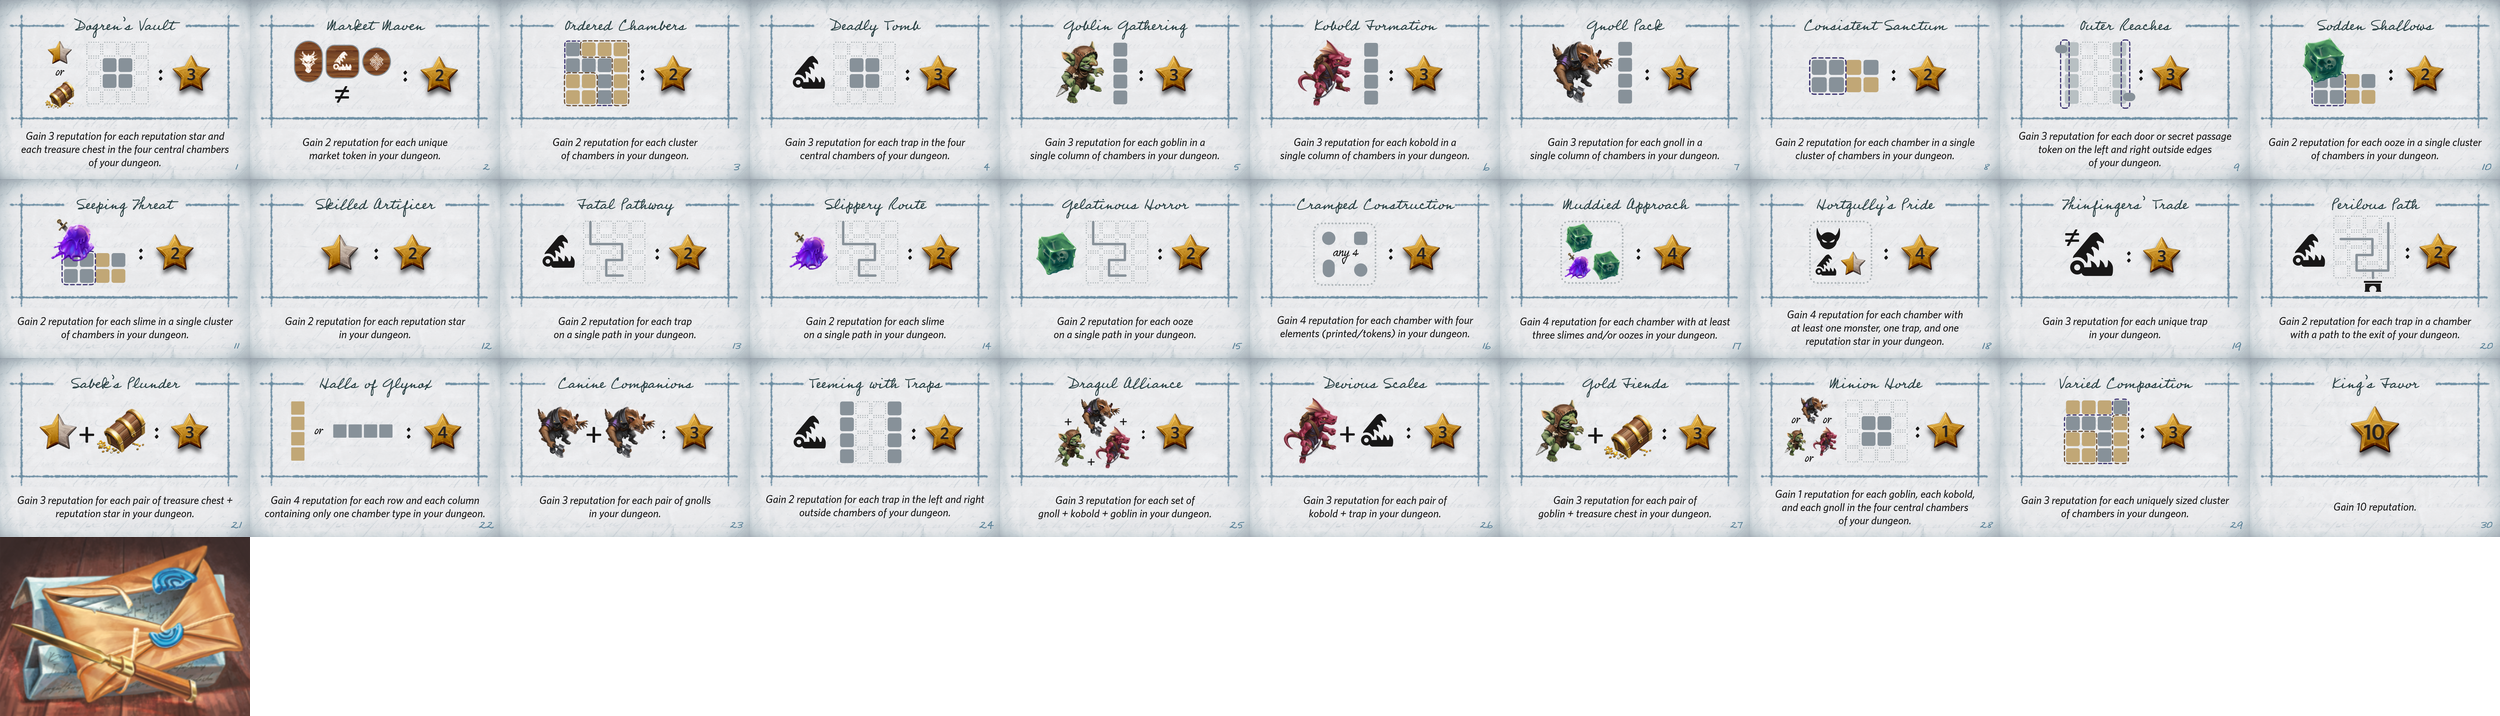 Dogren's Vault
or
3
Gain 3 reputation for each reputation star and
each treasure chest in the four central chambers
of your dungeon.
1
Market Maven
≠
2
Gain 2 reputation for each unique
market token in your dungeon.
2
Ordered Chambers
2
Gain 2 reputation for each cluster
of chambers in your dungeon.
3
Deadly Tomb
3
Gain 3 reputation for each trap in the four
central chambers of your dungeon.
4
Goblin Gathering
3
Gain 3 reputation for each goblin in a
single column of chambers in your dungeon.
5
Kobold Formation
3
Gain 3 reputation for each kobold in a
single column of chambers in your dungeon.
6
Gnoll Pack
3
Gain 3 reputation for each gnoll in a
single column of chambers in your dungeon.
7
Consistent Sanctum
2
Gain 2 reputation for each chamber in a single
cluster of chambers in your dungeon.
8
Outer Reaches
3
Gain 3 reputation for each door or secret passage
token on the left and right outside edges
of your dungeon.
9
Sodden Shallows
2
Gain 2 reputation for each ooze in a single cluster
of chambers in your dungeon.
10
Seeping Threat
2
Gain 2 reputation for each slime in a single cluster
of chambers in your dungeon.
11
Skilled Artificer
2
Gain 2 reputation for each reputation star
in your dungeon.
12
Fatal Pathway
2
Gain 2 reputation for each trap
on a single path in your dungeon.
13
Slippery Route
2
Gain 2 reputation for each slime
on a single path in your dungeon.
14
Gelatinous Horror
2
Gain 2 reputation for each ooze
on a single path in your dungeon.
15
Cramped Construction
any 4
4
Gain 4 reputation for each chamber with four
elements (printed/tokens) in your dungeon.
16
Muddied Approach
4
Gain 4 reputation for each chamber with at least
three slimes and/or oozes in your dungeon.
17
Hortgully's Pride
4
Gain 4 reputation for each chamber with
at least one monster, one trap, and one
reputation star in your dungeon.
18
Thinfingers' Trade
≠
3
Gain 3 reputation for each unique trap
in your dungeon.
19
Perilous Path
2
Gain 2 reputation for each trap in a chamber
with a path to the exit of your dungeon.
20
Sabek's Plunder
+
3
Gain 3 reputation for each pair of treasure chest +
reputation star in your dungeon.
21
Halls of Glynox
or
4
Gain 4 reputation for each row and each column
containing only one chamber type in your dungeon.
22
Canine Companions
+
3
Gain 3 reputation for each pair of gnolls
in your dungeon.
23
Teeming with Traps
2
Gain 2 reputation for each trap in the left and right
outside chambers of your dungeon.
24
Dragul Alliance
+ +
+
3
Gain 3 reputation for each set of
gnoll + kobold + goblin in your dungeon.
25
Devious Scales
+
3
Gain 3 reputation for each pair of
kobold + trap in your dungeon.
26
Gold Fiends
+
3
Gain 3 reputation for each pair of
goblin + treasure chest in your dungeon.
27
Minion Horde
or or
or
1
Gain 1 reputation for each goblin, each kobold,
and each gnoll in the four central chambers
of your dungeon.
28
Varied Composition
3
Gain 3 reputation for each uniquely sized cluster
of chambers in your dungeon.
29
King's Favor
10
Gain 10 reputation.
30